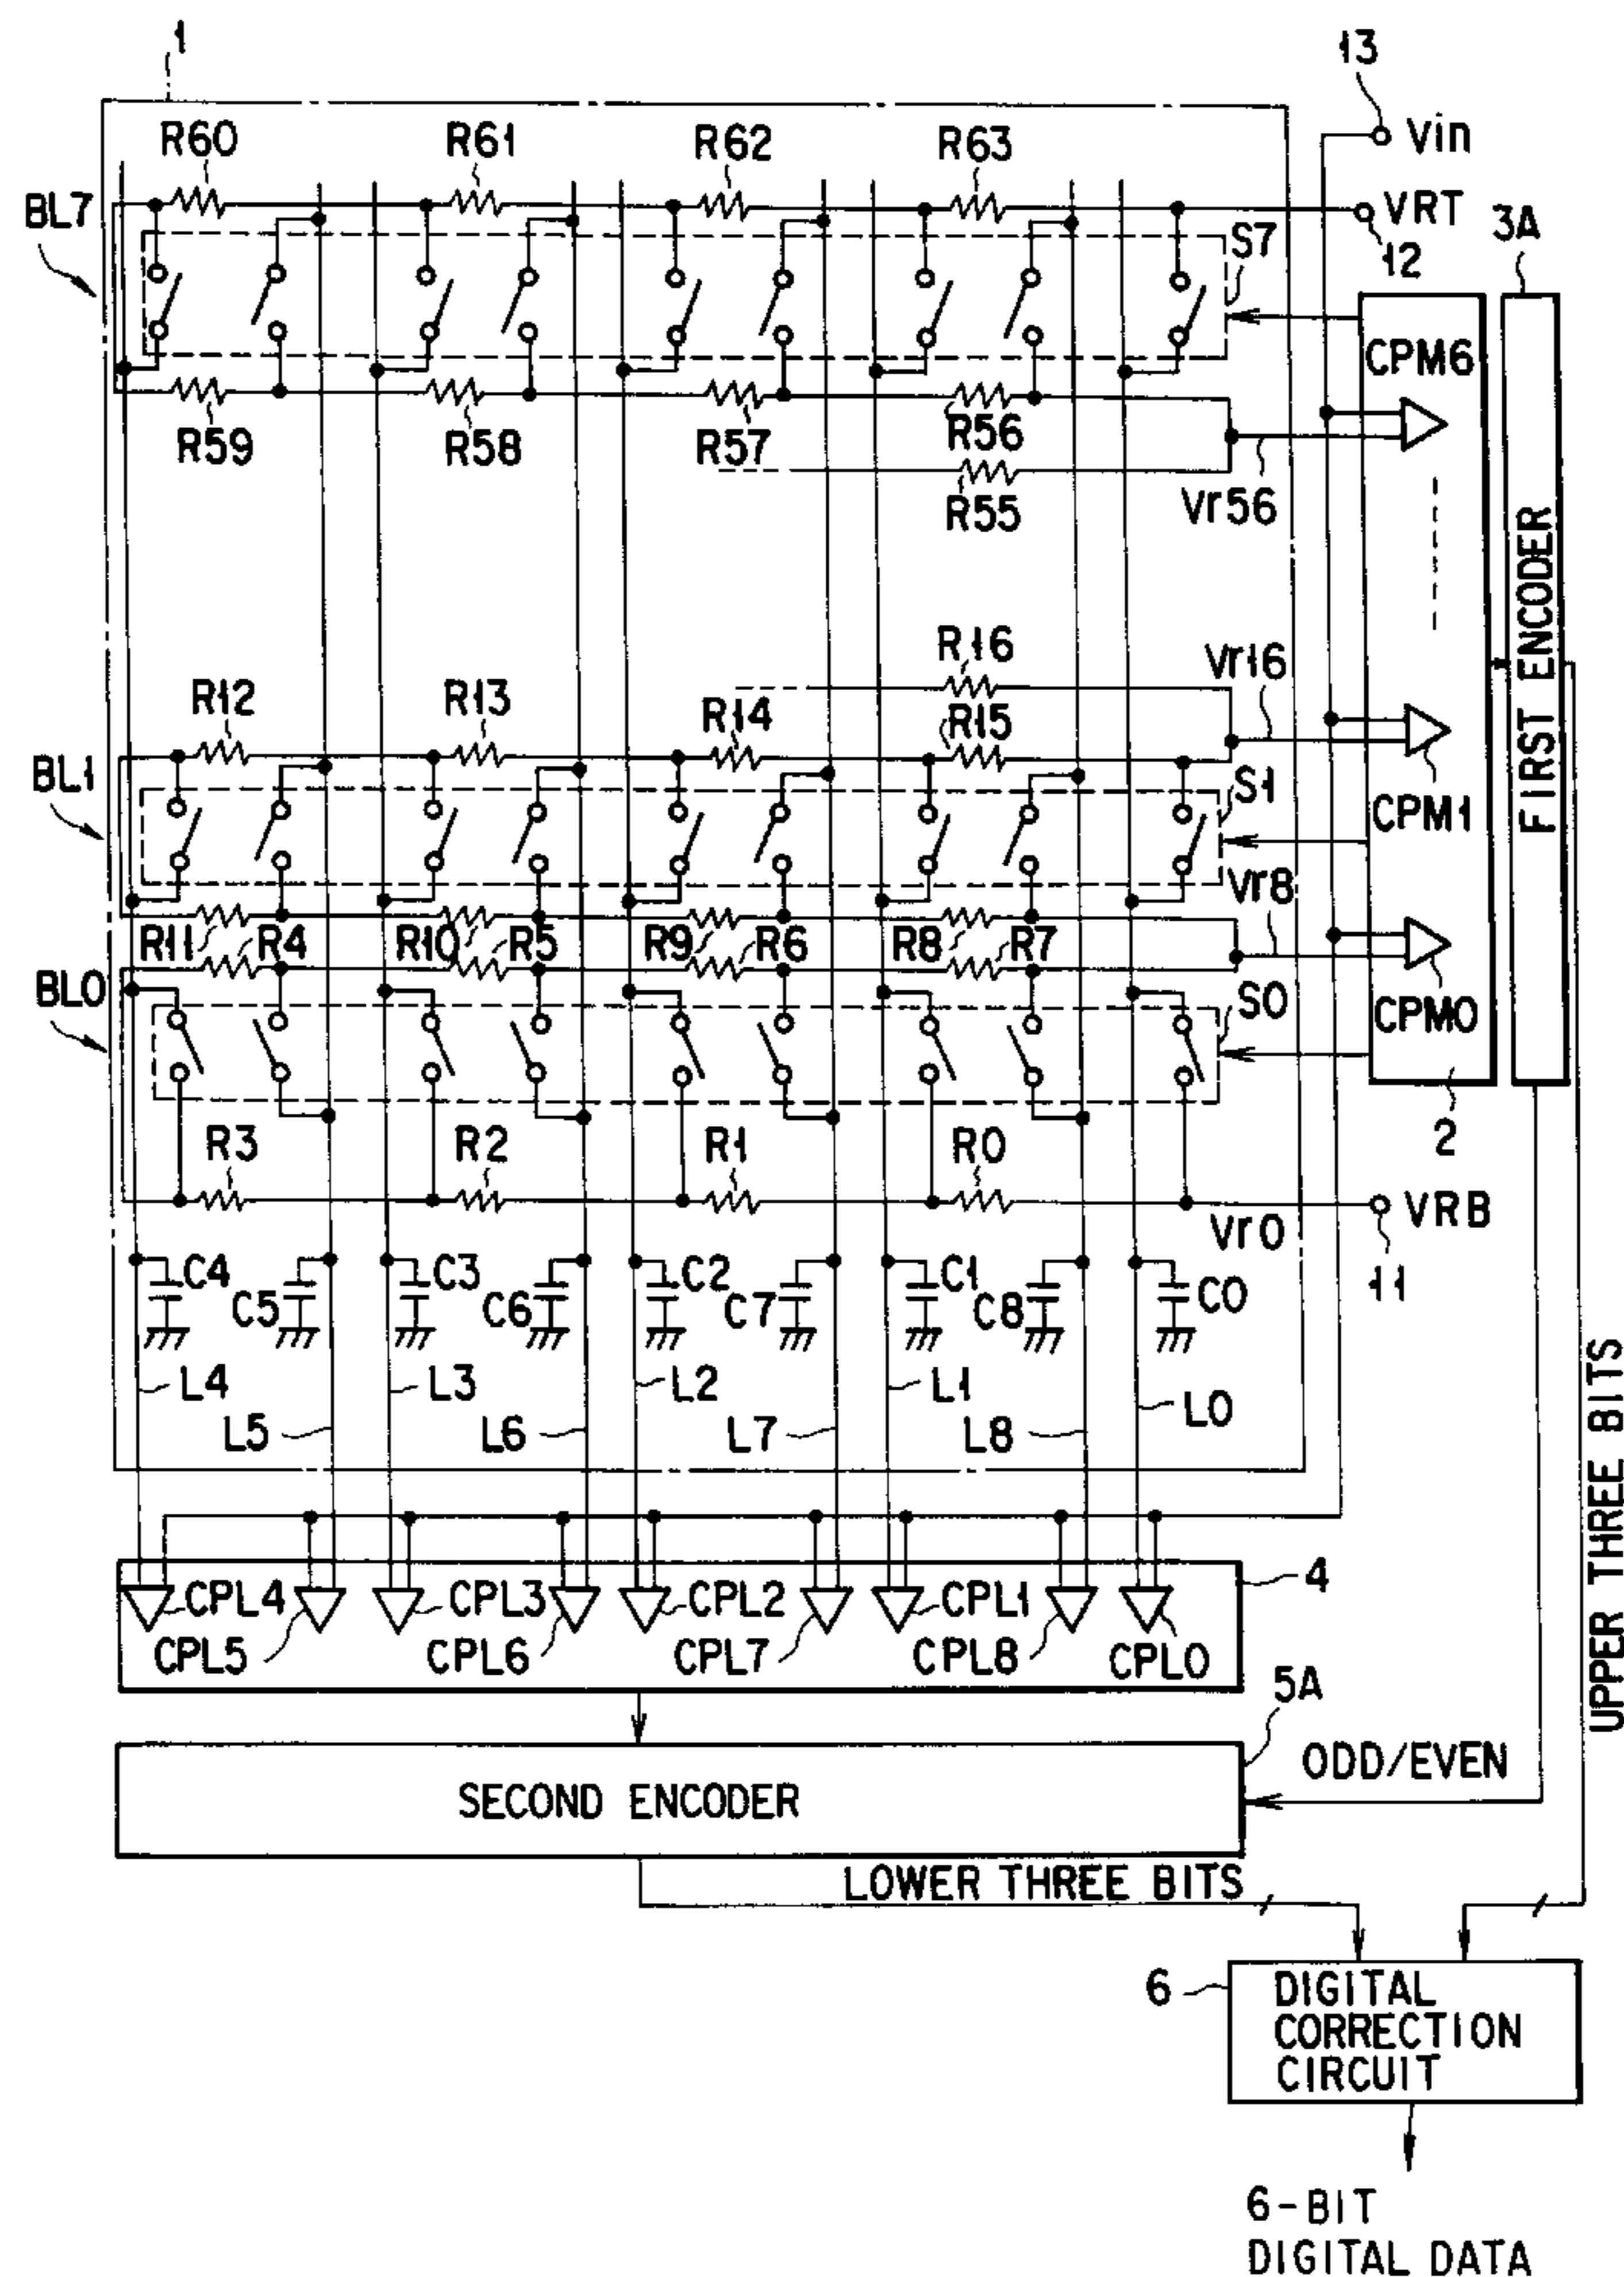 1
13
Vin
R60 R61 R62 R63
BL7
VRT
12
3A
S7
CPM6
R59 R58 R57 R56
R55
Vr56
FIRST ENCODER
R16
Vr16
R12 R13 R14 R15
BL1
S1
CPM1
Vr8
R11 R4 R10 R5 R9 R6 R8 R7
BL0
S0
CPM0
2
R3 R2 R1 R0
Vr0
VRB
11
C4 C5 C3 C6 C2 C7 C1 C8 C0
L4 L3 L2 L1 L0
L5 L6 L7 L8
UPPER THREE BITS
4
CPL4 CPL3 CPL2 CPL1
CPL5 CPL6 CPL7 CPL8 CPL0
5A
SECOND ENCODER
ODD/EVEN
LOWER THREE BITS
6
DIGITAL
CORRECTION
CIRCUIT
6-BIT
DIGITAL DATA